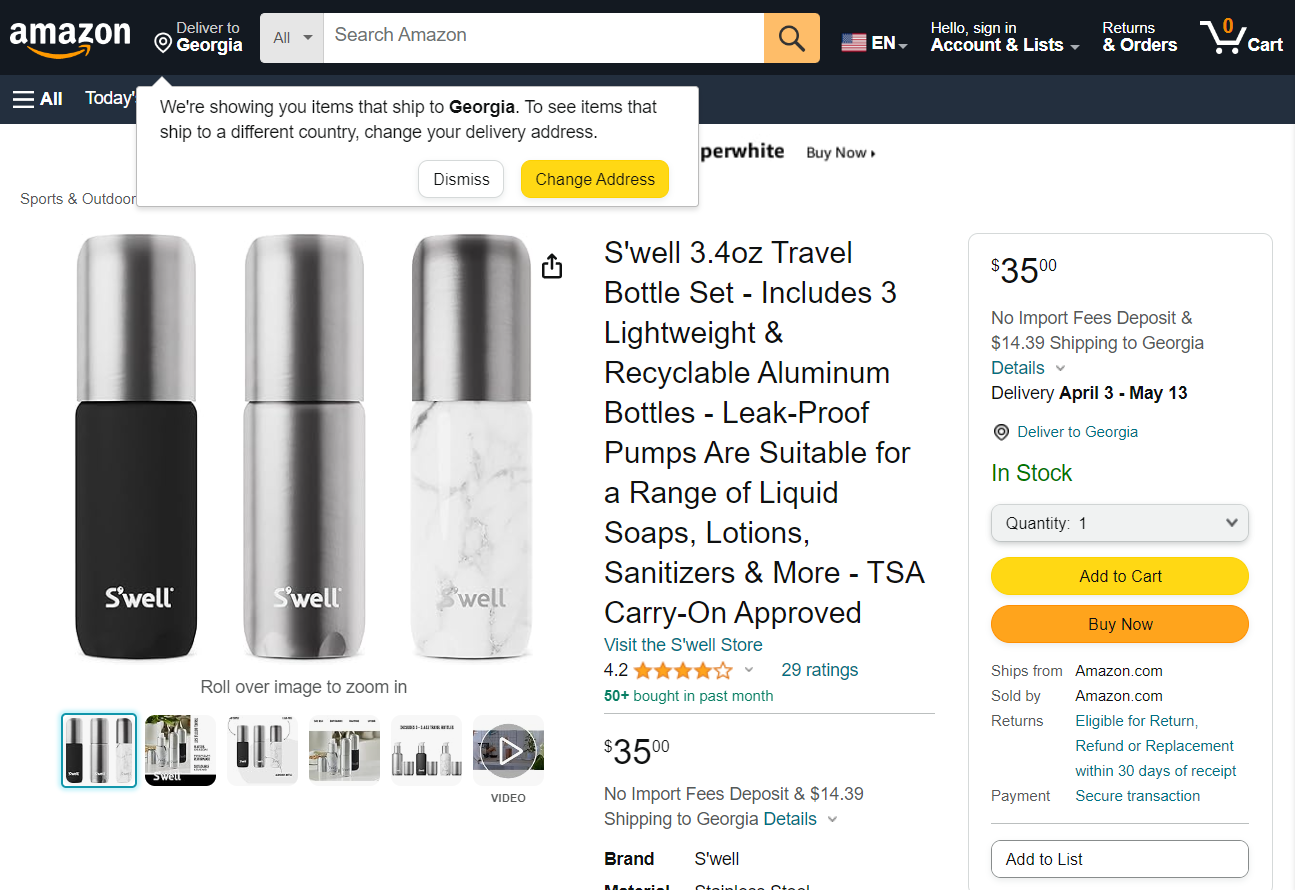 amazon
Deliver to
Georgia
All
Search Amazon
EN
Hello, sign in
Account & Lists
Returns
& Orders
0
Cart
All
Today'
We're showing you items that ship to Georgia. To see items that
ship to a different country, change your delivery address.
Dismiss
Change Address
perwhite
Buy Now
Sports & Outdoor
S'well
S'well
S'well
Roll over image to zoom in
VIDEO
S'well 3.4oz Travel
Bottle Set - Includes 3
Lightweight &
Recyclable Aluminum
Bottles - Leak-Proof
Pumps Are Suitable for
a Range of Liquid
Soaps, Lotions,
Sanitizers & More - TSA
Carry-On Approved
Visit the S'well Store
4.2
29 ratings
50+ bought in past month
$35 00
No Import Fees Deposit & $14.39
Shipping to Georgia Details
Brand S'well
Material Stainless Steel
$35 00
No Import Fees Deposit &
$14.39 Shipping to Georgia
Details
Delivery April 3 - May 13
Deliver to Georgia
In Stock
Quantity: 1
Add to Cart
Buy Now
Ships from Amazon.com
Sold by Amazon.com
Returns Eligible for Return,
Refund or Replacement
within 30 days of receipt
Payment Secure transaction
Add to List